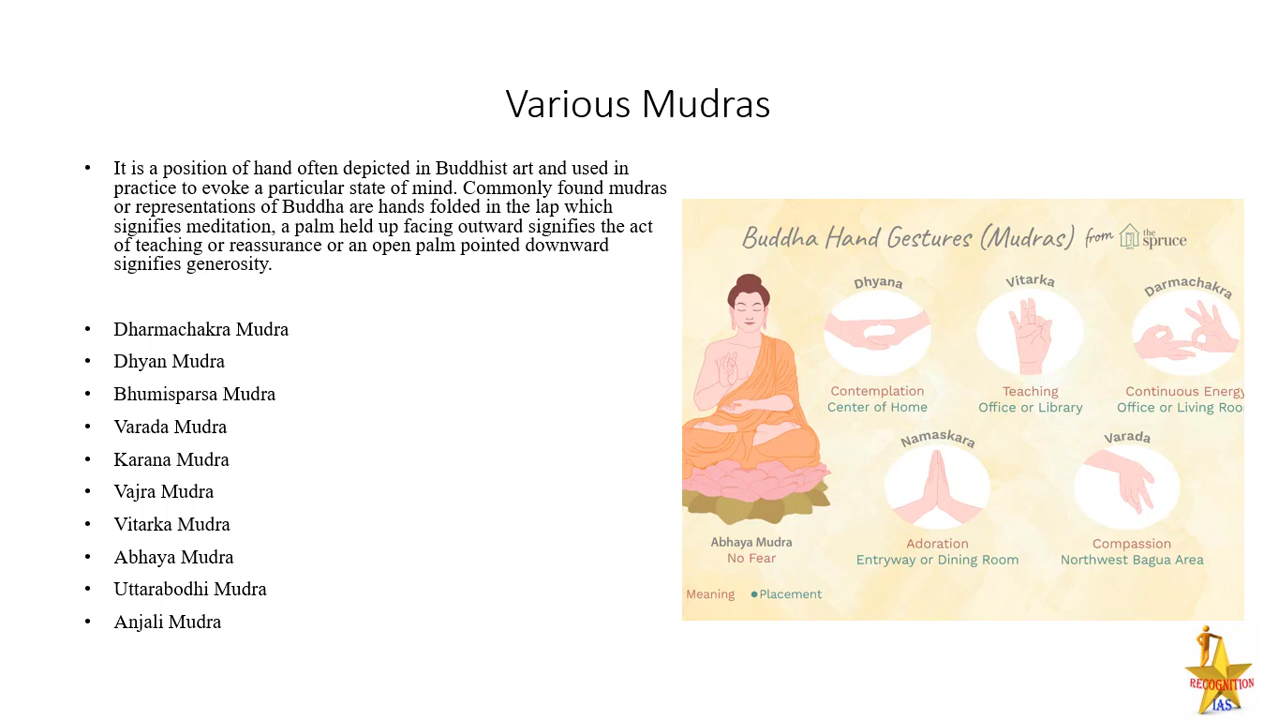 Various Mudras
• It is a position of hand often depicted in Buddhist art and used in
practice to evoke a particular state of mind. Commonly found mudras
or representations of Buddha are hands folded in the lap which
signifies meditation, a palm held up facing outward signifies the act
of teaching or reassurance or an open palm pointed downward
signifies generosity.
• Dharmachakra Mudra
• Dhyan Mudra
• Bhumisparsa Mudra
• Varada Mudra
• Karana Mudra
• Vajra Mudra
• Vitarka Mudra
• Abhaya Mudra
• Uttarabodhi Mudra
• Anjali Mudra
Buddha Hand Gestures (Mudras) from the spruce
Dhyana
Contemplation
Center of Home
Vitarka
Teaching
Office or Library
Darmachakra
Continuous Energy
Office or Living Roo
Namaskara
Adoration
Entryway or Dining Room
Varada
Compassion
Northwest Bagua Area
Abhaya Mudra
No Fear
Meaning • Placement
RECOGNITION
IAS